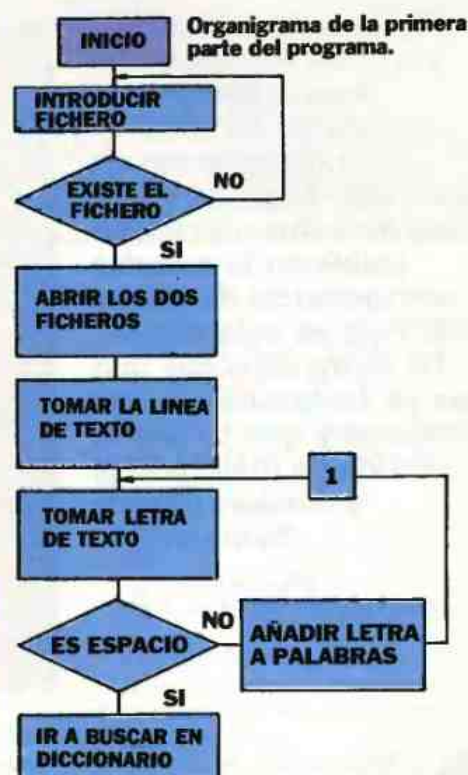 INICIO
Organigrama de la primera
parte del programa.
INTRODUCIR
FICHERO
EXISTE EL
FICHERO
NO
SI
ABRIR LOS DOS
FICHEROS
TOMAR LA LINEA
DE TEXTO
1
TOMAR LETRA
DE TEXTO
ES ESPACIO
NO
AÑADIR LETRA
A PALABRAS
SI
IR A BUSCAR EN
DICCIONARIO